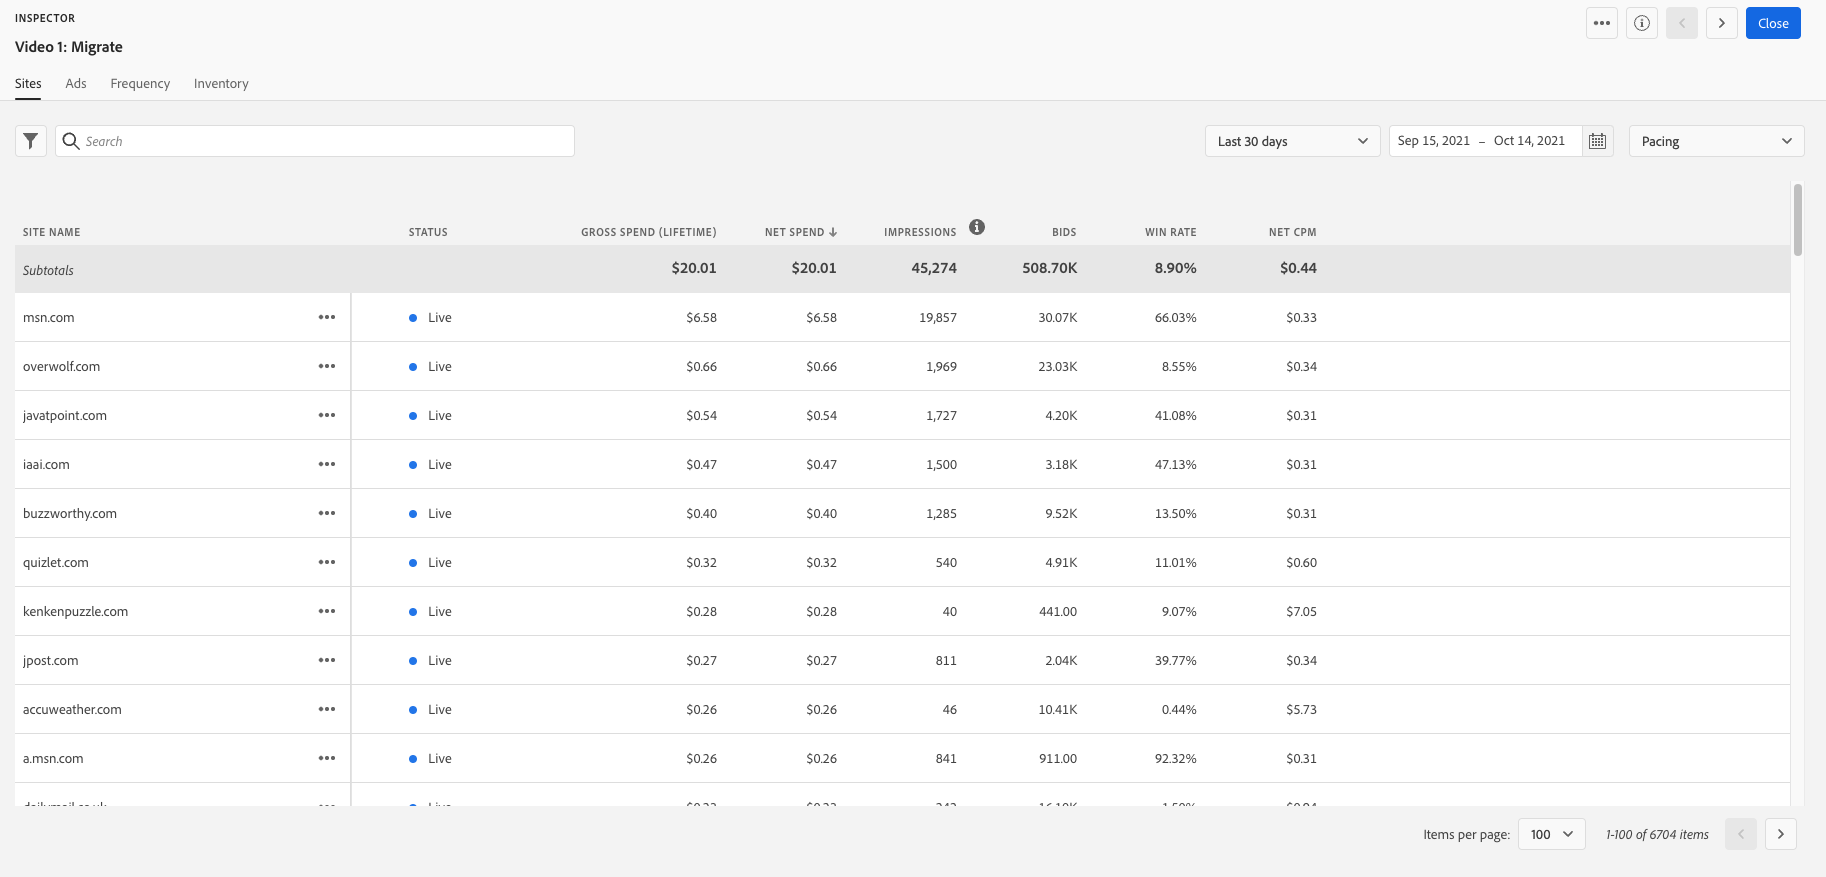 INSPECTOR
Close
Video 1: Migrate
Sites Ads Frequency Inventory
Search Last 30 days Sep 15, 2021 – Oct 14, 2021 Pacing
SITE NAME STATUS GROSS SPEND (LIFETIME) NET SPEND ↓ IMPRESSIONS BIDS WIN RATE NET CPM
Subtotals $20.01 $20.01 45,274 508.70K 8.90% $0.44
msn.com ••• Live $6.58 $6.58 19,857 30.07K 66.03% $0.33
overwolf.com ••• Live $0.66 $0.66 1,969 23.03K 8.55% $0.34
javatpoint.com ••• Live $0.54 $0.54 1,727 4.20K 41.08% $0.31
iaai.com ••• Live $0.47 $0.47 1,500 3.18K 47.13% $0.31
buzzworthy.com ••• Live $0.40 $0.40 1,285 9.52K 13.50% $0.31
quizlet.com ••• Live $0.32 $0.32 540 4.91K 11.01% $0.60
kenkenpuzzle.com ••• Live $0.28 $0.28 40 441.00 9.07% $7.05
jpost.com ••• Live $0.27 $0.27 811 2.04K 39.77% $0.34
accuweather.com ••• Live $0.26 $0.26 46 10.41K 0.44% $5.73
a.msn.com ••• Live $0.26 $0.26 841 911.00 92.32% $0.31
Items per page: 100 1-100 of 6704 items